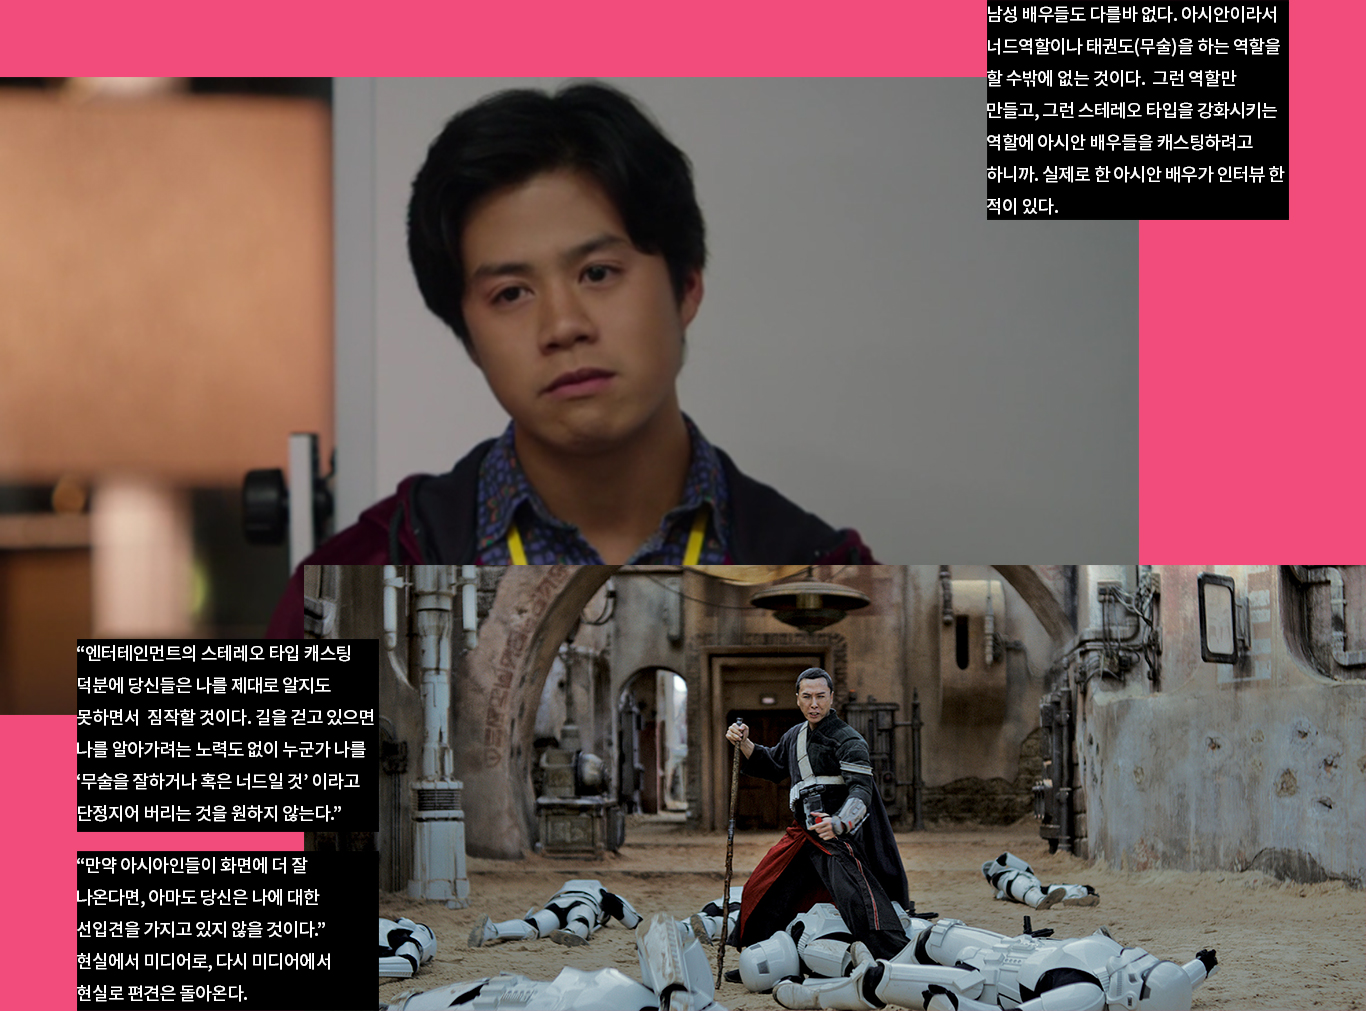 남성 배우들도 다를바 없다. 아시안이라서
너드역할이나 태권도(무술)을 하는 역할을
할 수밖에 없는 것이다. 그런 역할만
만들고, 그런 스테레오 타입을 강화시키는
역할에 아시안 배우들을 캐스팅하려고
하니까. 실제로 한 아시안 배우가 인터뷰 한
적이 있다.
“엔터테인먼트의 스테레오 타입 캐스팅
덕분에 당신들은 나를 제대로 알지도
못하면서 짐작할 것이다. 길을 걷고 있으면
나를 알아가려는 노력도 없이 누군가 나를
‘무술을 잘하거나 혹은 너드일 것’ 이라고
단정지어 버리는 것을 원하지 않는다.”
“만약 아시아인들이 화면에 더 잘
나온다면, 아마도 당신은 나에 대한
선입견을 가지고 있지 않을 것이다.”
현실에서 미디어로, 다시 미디어에서
현실로 편견은 돌아온다.